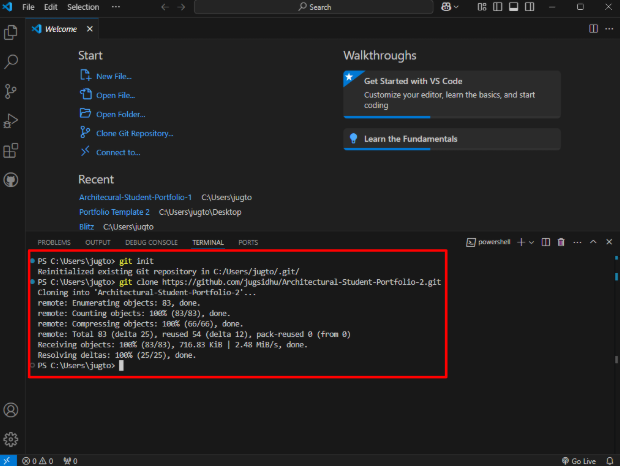 File Edit Selection ··· Search
Welcome
Start
New File...
Open File...
Open Folder...
Clone Git Repository...
Connect to...
Recent
Architecural-Student-Portfolio-1 C:\Users\jugto
Portfolio Template 2 C:\Users\jugto\Desktop
Blitz C:\Users\jugto
Walkthroughs
Get Started with VS Code
Customize your editor, learn the basics, and start
coding
Learn the Fundamentals
PROBLEMS OUTPUT DEBUG CONSOLE TERMINAL PORTS powershell
PS C:\Users\jugto> git init
Reinitialized existing Git repository in C:/Users/jugto/.git/
PS C:\Users\jugto> git clone https://github.com/jugsidhu/Architectural-Student-Portfolio-2.git
Cloning into 'Architectural-Student-Portfolio-2'...
remote: Enumerating objects: 83, done.
remote: Counting objects: 100% (83/83), done.
remote: Compressing objects: 100% (66/66), done.
remote: Total 83 (delta 25), reused 54 (delta 12), pack-reused 0 (from 0)
Receiving objects: 100% (83/83), 716.83 KiB | 2.48 MiB/s, done.
Resolving deltas: 100% (25/25), done.
PS C:\Users\jugto>
0 0 0 Go Live